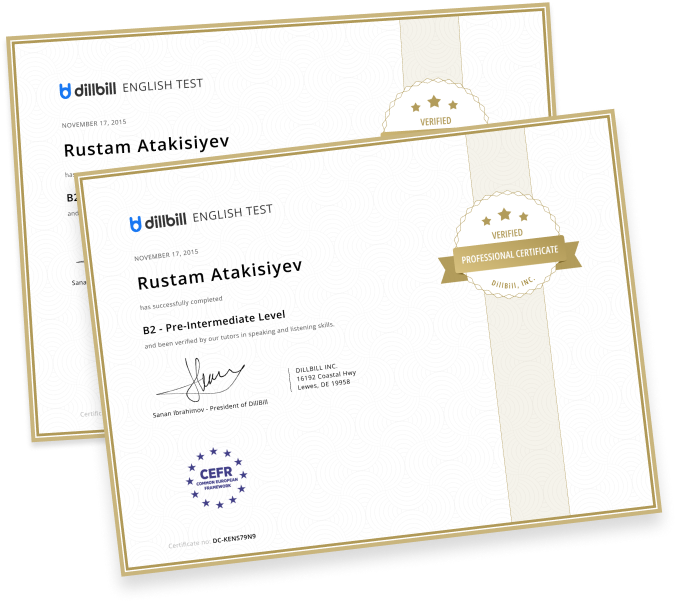 dillbill ENGLISH TEST
NOVEMBER 17, 2015
Rustam Atakisiyev
has
B2
and
Sana
Certific
VERIFIED
dillbill ENGLISH TEST
NOVEMBER 17, 2015
Rustam Atakisiyev
has successfully completed
B2 - Pre-Intermediate Level
and been verified by our tutors in speaking and listening skills.
DILLBILL INC.
16192 Coastal Hwy
Lewes, DE 19958
Sanan Ibrahimov - President of DillBill
CEFR
COMMON EUROPEAN
FRAMEWORK
Certificate no: DC-KENS79N9
VERIFIED
PROFESSIONAL CERTIFICATE
DillBill, INC.